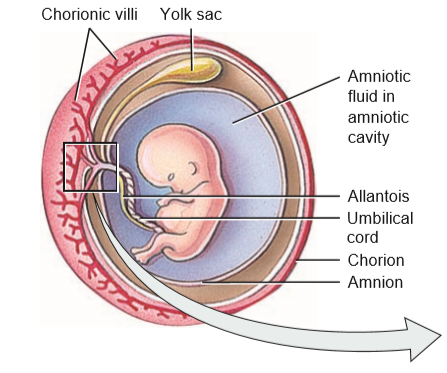 Chorionic villi
Yolk sac
Amniotic
fluid in
amniotic
cavity
Allantois
Umbilical
cord
Chorion
Amnion